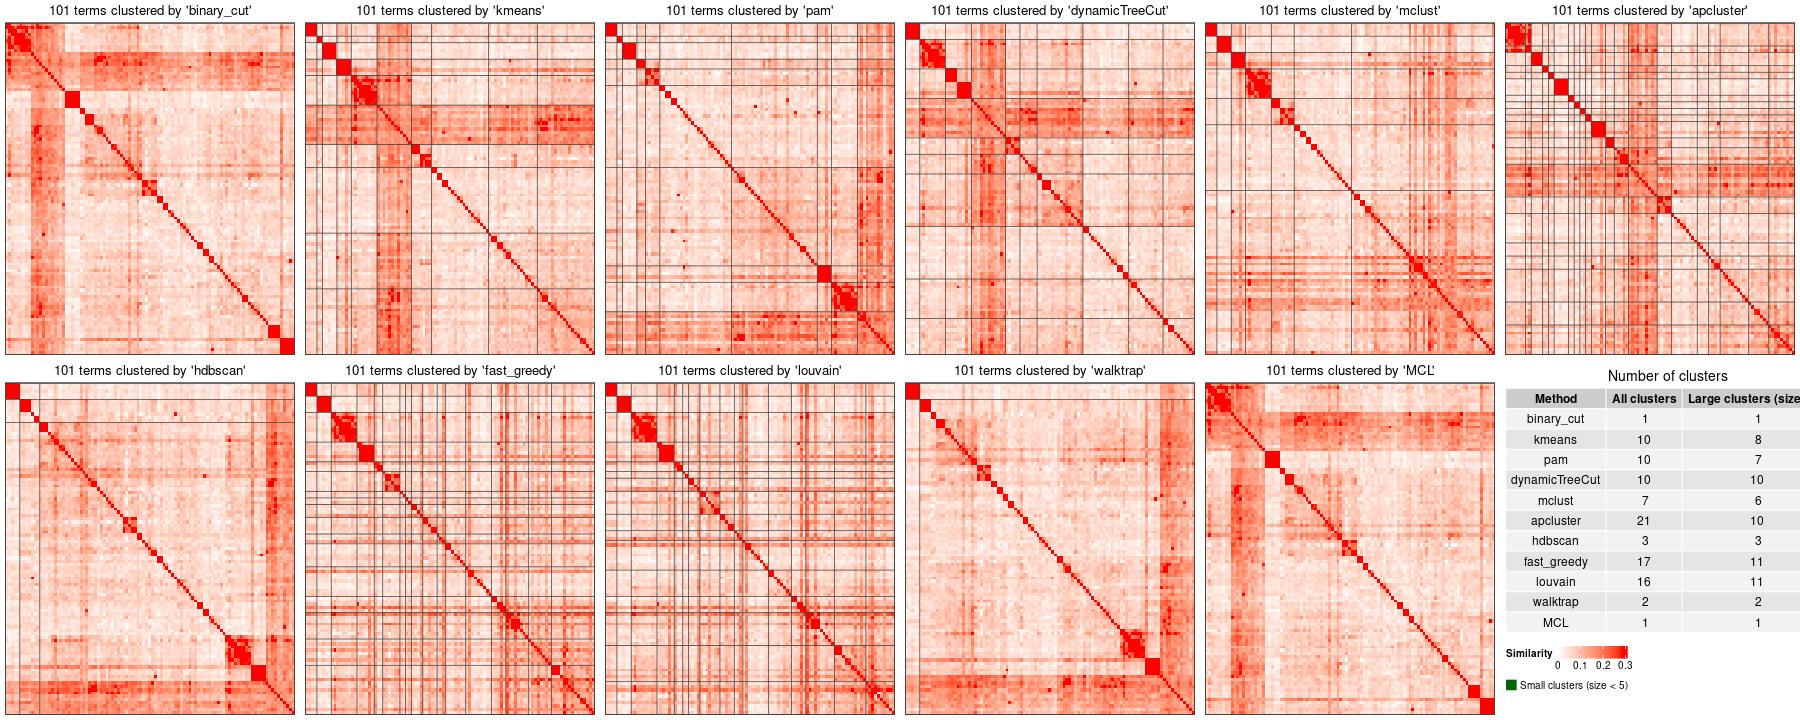 101 terms clustered by 'binary_cut'
101 terms clustered by 'kmeans'
101 terms clustered by 'pam'
101 terms clustered by 'dynamicTreeCut'
101 terms clustered by 'mclust'
101 terms clustered by 'apcluster'
101 terms clustered by 'hdbscan'
101 terms clustered by 'fast_greedy'
101 terms clustered by 'louvain'
101 terms clustered by 'walktrap'
101 terms clustered by 'MCL'
Number of clusters
Method All clusters Large clusters (size
binary_cut 1 1
kmeans 10 8
pam 10 7
dynamicTreeCut 10 10
mclust 7 6
apcluster 21 10
hdbscan 3 3
fast_greedy 17 11
louvain 16 11
walktrap 2 2
MCL 1 1
Similarity
0 0.1 0.2 0.3
Small clusters (size < 5)